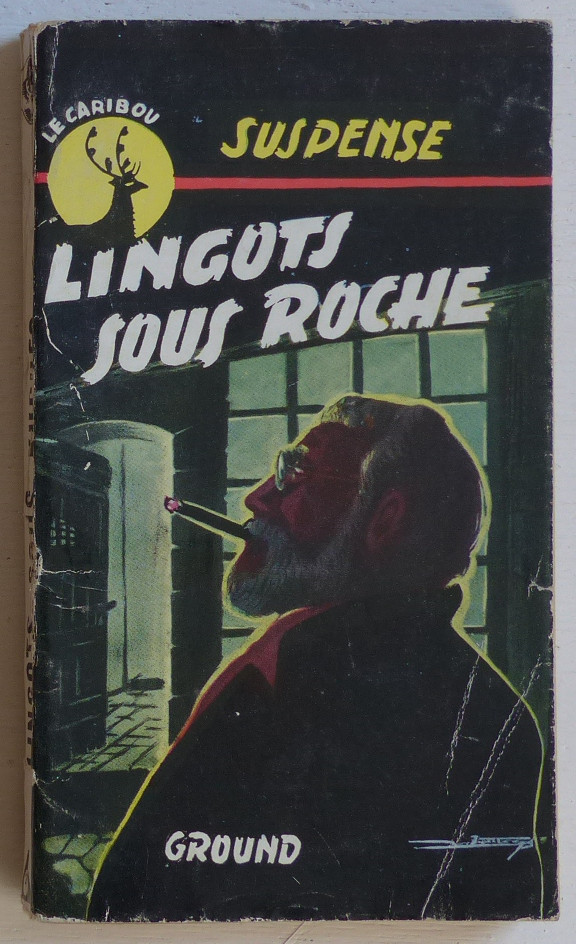 LE CARIBOU
SUSPENSE
LINGOTS
SOUS ROCHE
GROUND